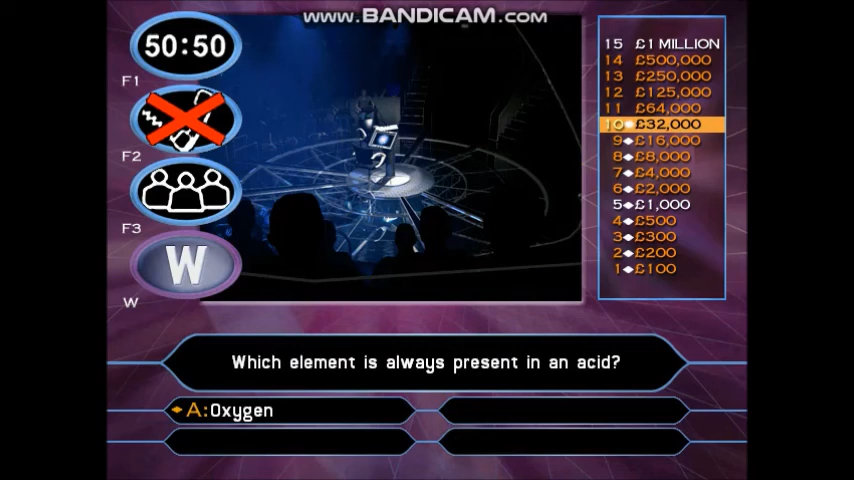 www.BANDICAM.com
50:50
F1
F2
F3
W
W
15 £1 MILLION
14 £500,000
13 £250,000
12 £125,000
11 £64,000
10◆£32,000
9◆£16,000
8◆£8,000
7◆£4,000
6◆£2,000
5◆£1,000
4◆£500
3◆£300
2◆£200
1◆£100
Which element is always present in an acid?
◆A:Oxygen